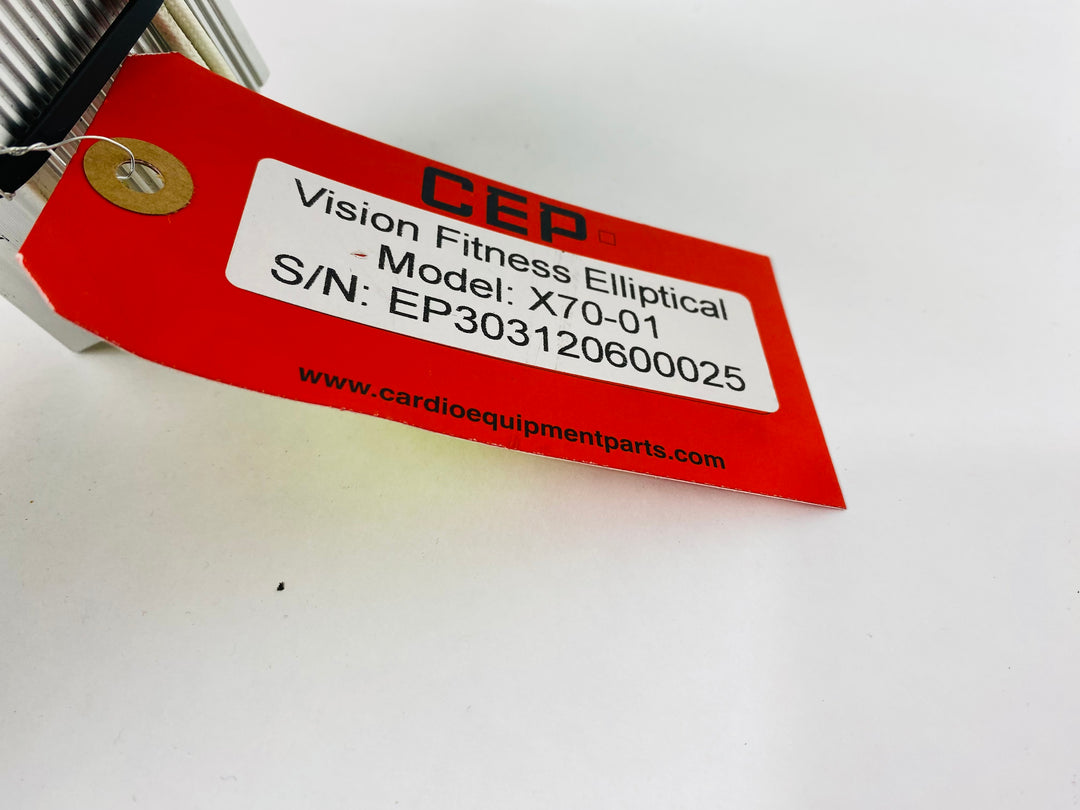 CEP
Vision Fitness Elliptical
Model: X70-01
S/N: EP303120600025
www.cardioequipmentparts.com